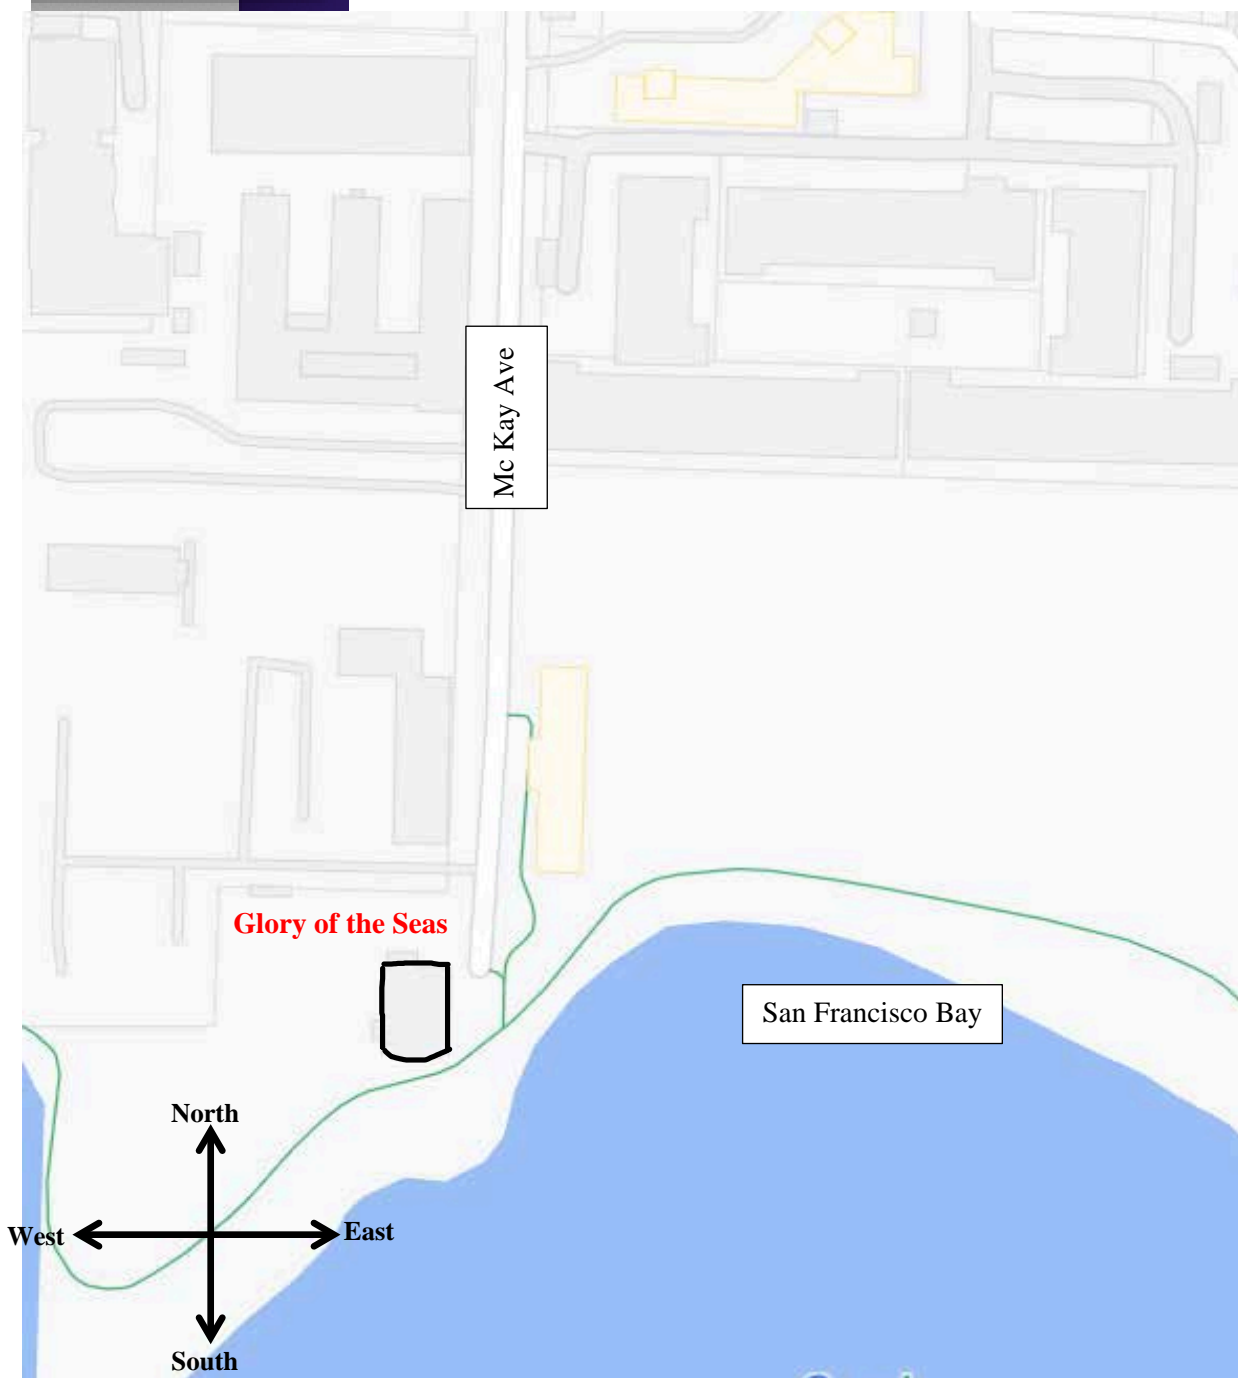 Mc Kay Ave
Glory of the Seas
San Francisco Bay
North
West
East
South